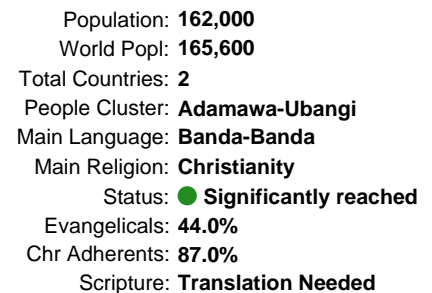 Population: 162,000
World Popl: 165,600
Total Countries: 2
People Cluster: Adamawa-Ubangi
Main Language: Banda-Banda
Main Religion: Christianity
Status: Significantly reached
Evangelicals: 44.0%
Chr Adherents: 87.0%
Scripture: Translation Needed